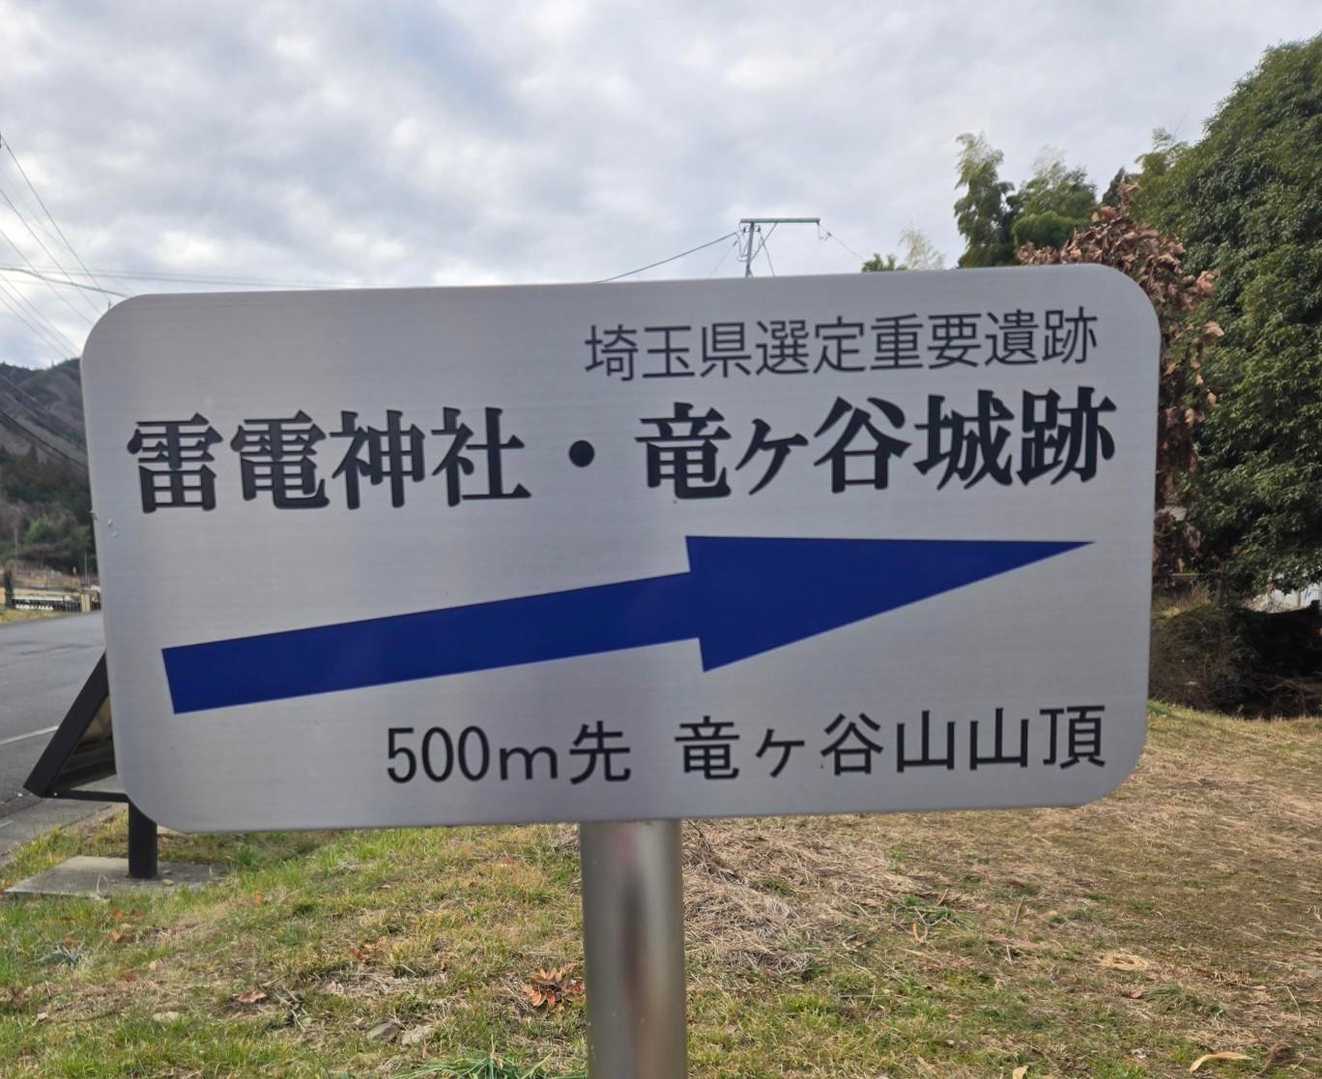 埼玉県選定重要遺跡
雷電神社・竜ヶ谷城跡
500m先 竜ヶ谷山山頂